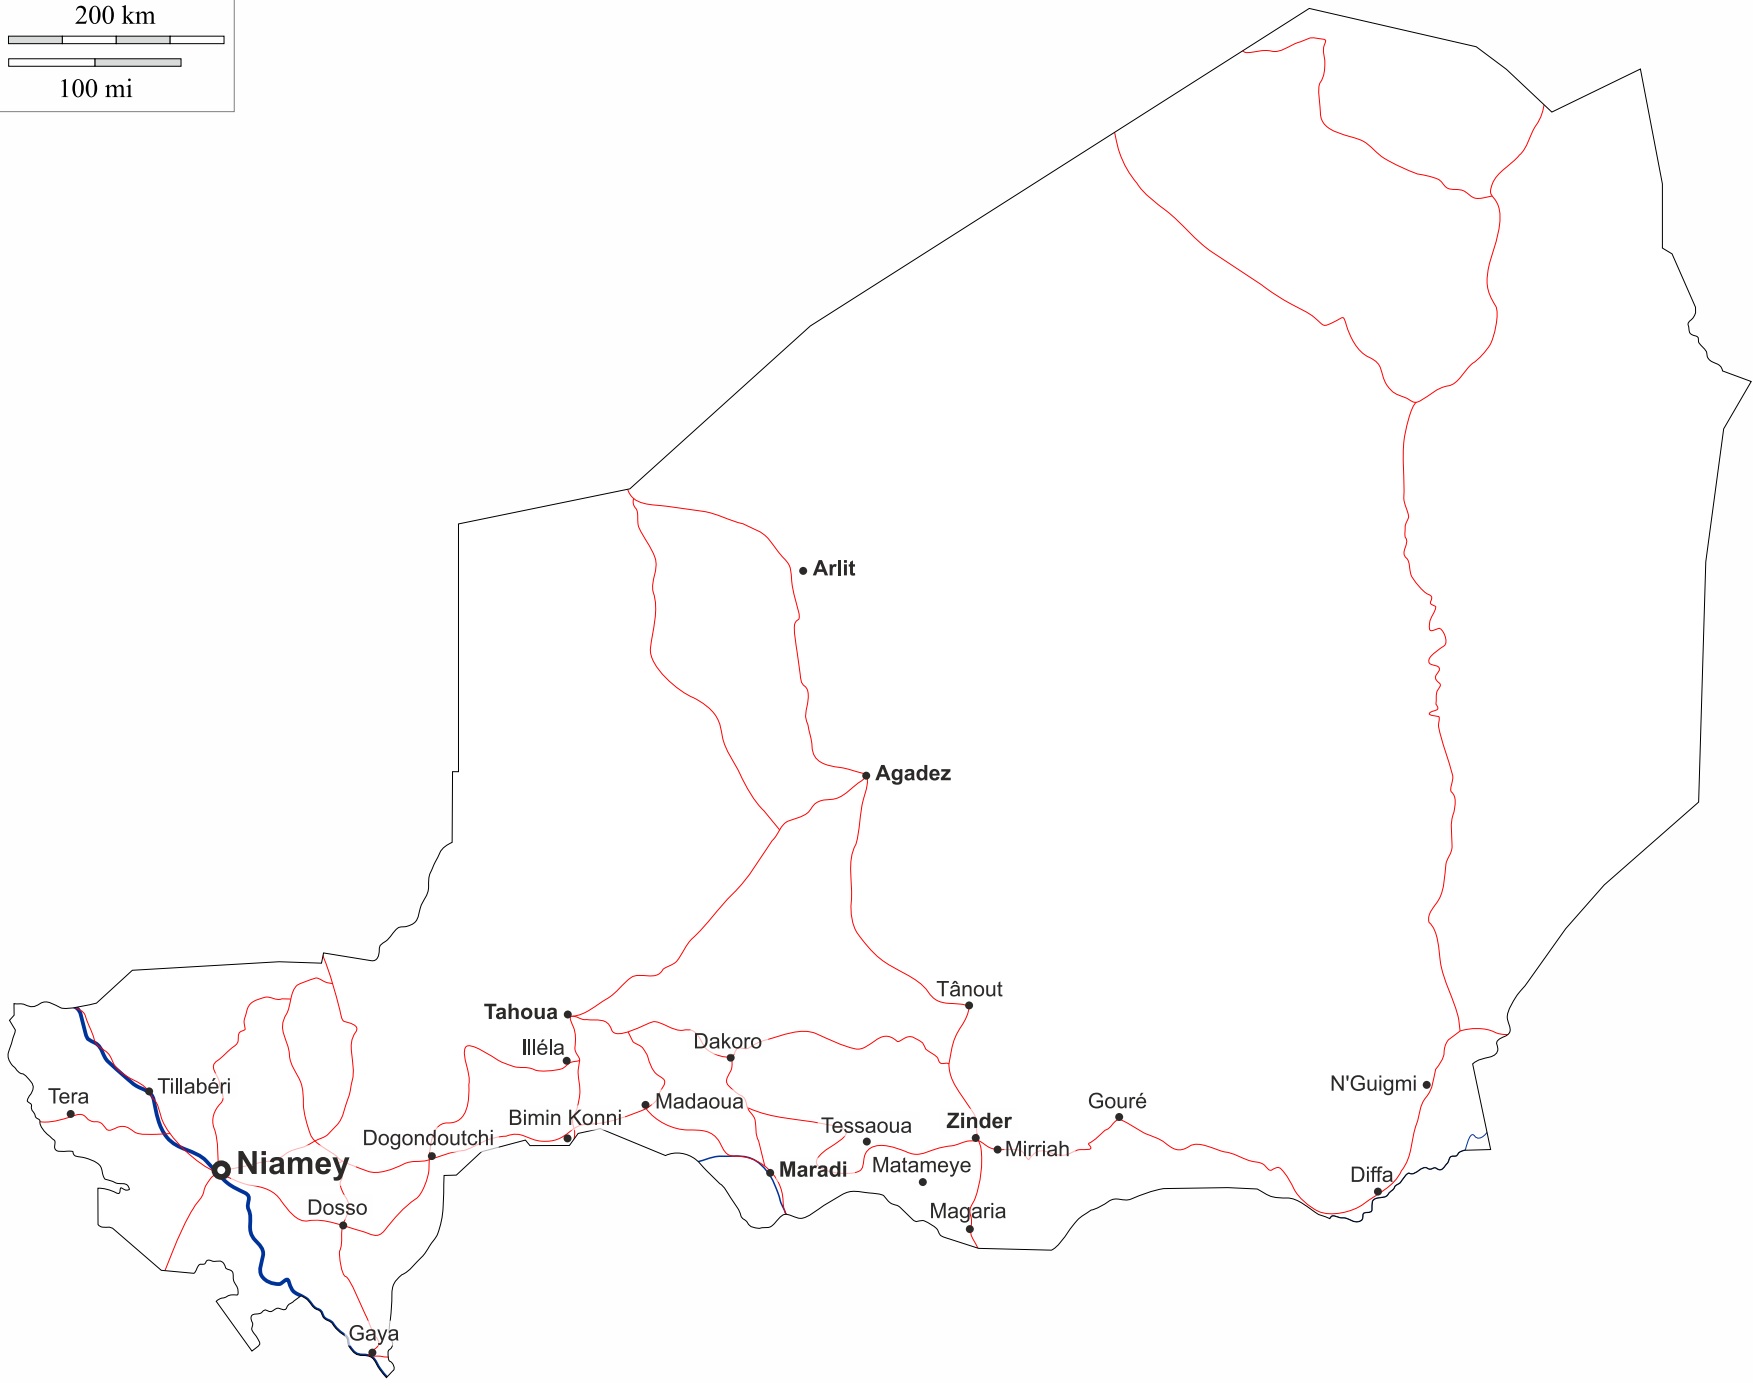 200 km
100 mi
Arlit
Agadez
Tânout
Tahoua
Illéla
Dakoro
Tera
Tillabéri
N'Guigmi
Madaoua
Gouré
Bimin Konni
Tessaoua
Zinder
Dogondoutchi
Mirriah
Niamey
Maradi
Matameye
Diffa
Dosso
Magaria
Gaya